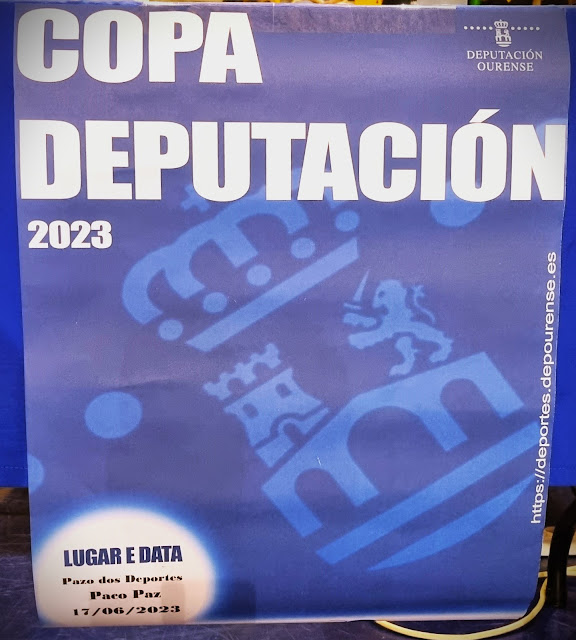 COPA
DEPUTACIÓN
OURENSE
DEPUTACIÓN
2023
https://deportes.depourense.es
LUGAR E DATA
Pazo dos Deportes
Paco Paz
17/06/2023